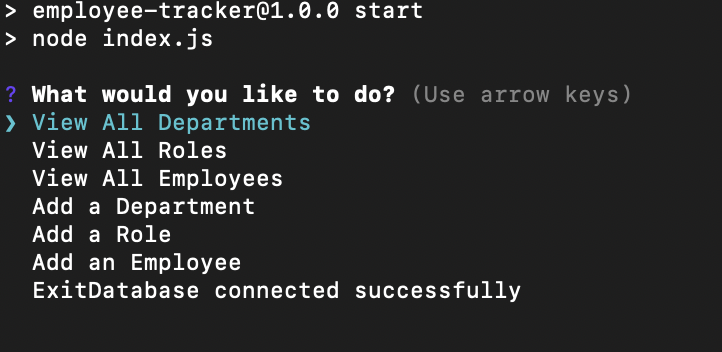 > employee-tracker@1.0.0 start
> node index.js
? What would you like to do? (Use arrow keys)
❯ View All Departments
View All Roles
View All Employees
Add a Department
Add a Role
Add an Employee
ExitDatabase connected successfully